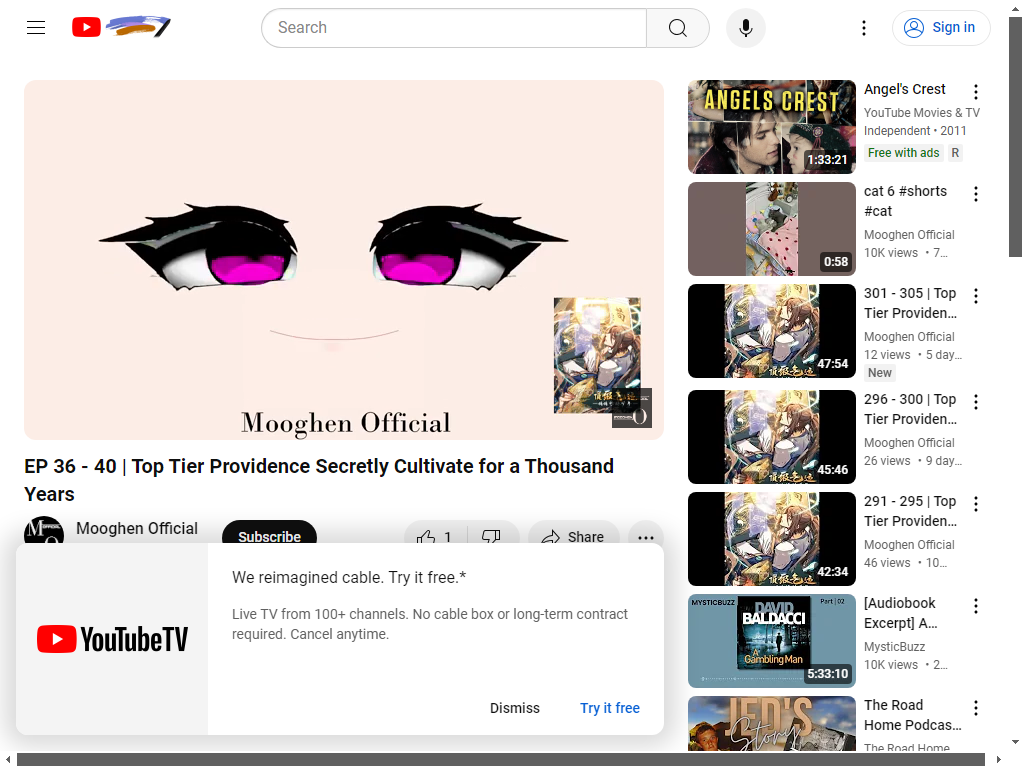 Search
Sign in
Mooghen Official
EP 36 - 40 | Top Tier Providence Secretly Cultivate for a Thousand
Years
Mooghen Official
Subscribe
1
Share
YouTubeTV
We reimagined cable. Try it free.*
Live TV from 100+ channels. No cable box or long-term contract
required. Cancel anytime.
Dismiss
Try it free
ANGELS CREST
1:33:21
Angel's Crest
YouTube Movies & TV
Independent • 2011
Free with ads
R
0:58
cat 6 #shorts
#cat
Mooghen Official
10K views • 7...
47:54
301 - 305 | Top
Tier Providen...
Mooghen Official
12 views • 5 day...
New
45:46
296 - 300 | Top
Tier Providen...
Mooghen Official
26 views • 9 day...
42:34
291 - 295 | Top
Tier Providen...
Mooghen Official
46 views • 10...
MYSTICBUZZ
Part | 02
DAVID
BALDACCI
A
Gambling Man
5:33:10
[Audiobook
Excerpt] A...
MysticBuzz
10K views • 2...
JED'S
Story
The Road
Home Podcas...
The Road Home